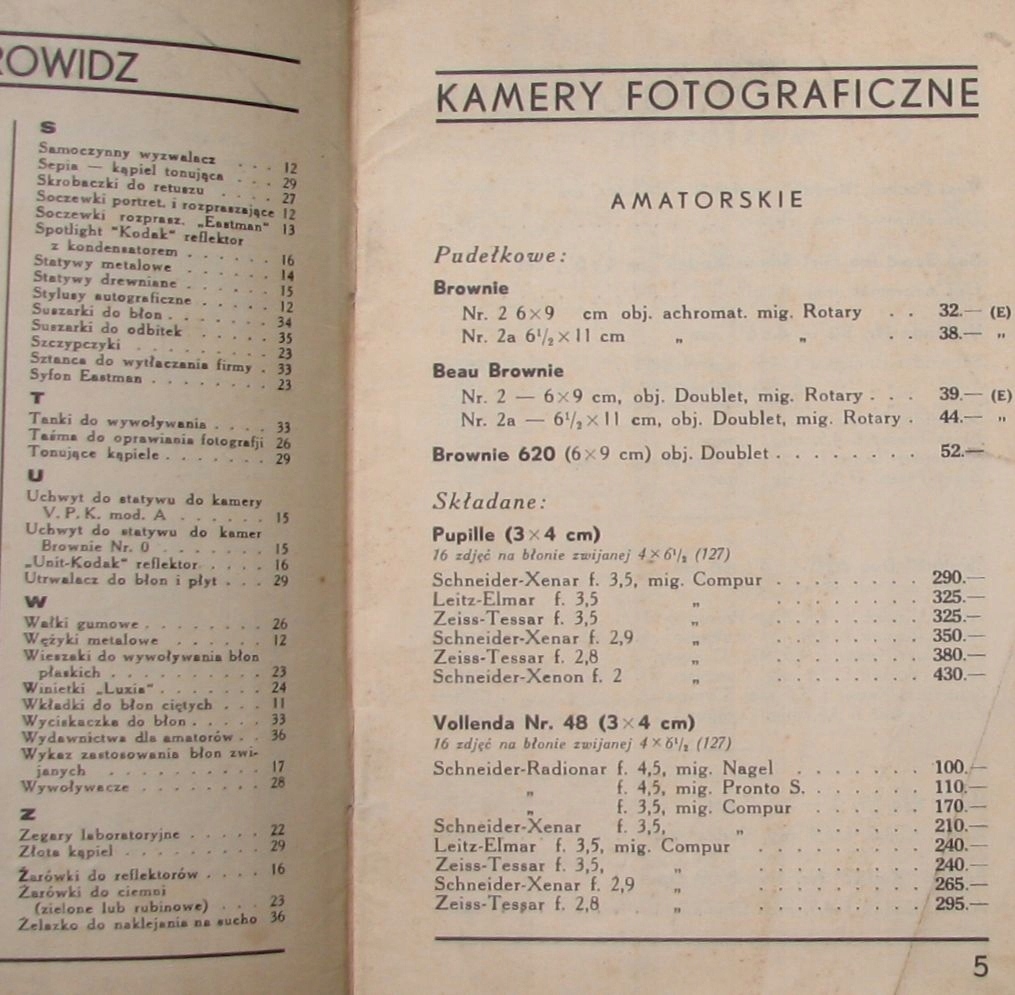 ROWIDZ
S
Samoczynny wyzwalacz . . . 12
Sepia — kąpiel tonująca . . . 29
Skrobaczki do retuszu . . . . 27
Soczewki portret. i rozpraszające 12
Soczewki rozprasz. „Eastman" 13
Spotlight "Kodak" reflektor
z kondensatorem . . . . . . 16
Statywy metalowe . . . . . . 14
Statywy drewniane . . . . . 15
Stylusy autograficzne . . . . . 12
Suszarki do błon . . . . . . . 34
Suszarki do odbitek . . . . . 35
Szczypczyki . . . . . . . . . 23
Sztanca do wytłaczania firmy . 33
Syfon Eastman . . . . . . . . 23
T
Tanki do wywoływania . . . . 33
Taśma do oprawiania fotografji 26
Tonujące kąpiele . . . . . . . 29
U
Uchwyt do statywu do kamery
V. P. K. mod. A . . . . . . 15
Uchwyt do statywu do kamer
Brownie Nr. 0 . . . . . . . 15
„Unit-Kodak" reflektor . . . . 16
Utrwalacz do błon i płyt . . . 29
W
Wałki gumowe . . . . . . . . 26
Wężyki metalowe . . . . . . 12
Wieszaki do wywoływania błon
płaskich . . . . . . . . . . 23
Winietki „Luxia" . . . . . . . 24
Wkładki do błon ciętych . . . 11
Wyciskaczka do błon . . . . . 33
Wydawnictwa dla amatorów . . 36
Wykaz zastosowania błon zwi-
janych . . . . . . . . . . 17
Wywoływacze . . . . . . . . 28
Z
Zegary laboratoryjne . . . . . 22
Złota kąpiel . . . . . . . . . 29
Żarówki do reflektorów . . . . 16
Żarówki do ciemni
(zielone lub rubinowe) . . . 23
Żelazko do naklejania na sucho 36
KAMERY FOTOGRAFICZNE
AMATORSKIE
Pudełkowe:
Brownie
Nr. 2 6×9 cm obj. achromat. mig. Rotary . . 32.— (E)
Nr. 2a 6½×11 cm „ „ . . 38.— „
Beau Brownie
Nr. 2 — 6×9 cm, obj. Doublet, mig. Rotary . . . 39.— (E)
Nr. 2a — 6½×11 cm, obj. Doublet, mig. Rotary . 44.— „
Brownie 620 (6×9 cm) obj. Doublet . . . . . . . . 52.—
Składane:
Pupille (3×4 cm)
16 zdjęć na błonie zwijanej 4×6½ (127)
Schneider-Xenar f. 3,5, mig. Compur . . . . . . . . 290.—
Leitz-Elmar f. 3,5 „ . . . . . . . . 325.—
Zeiss-Tessar f. 3,5 „ . . . . . . . . 325.—
Schneider-Xenar f. 2,9 „ . . . . . . . . 350.—
Zeiss-Tessar f. 2,8 „ . . . . . . . . 380.—
Schneider-Xenon f. 2 „ . . . . . . . . 430.—
Vollenda Nr. 48 (3×4 cm)
16 zdjęć na błonie zwijanej 4×6½ (127)
Schneider-Radionar f. 4,5, mig. Nagel . . . . . . . 100.—
„ f. 4,5, mig. Pronto S. . . . . . . 110.—
„ f. 3,5, mig. Compur . . . . . . 170.—
Schneider-Xenar f. 3,5, „ . . . . . . 210.—
Leitz-Elmar f. 3,5, mig. Compur . . . . . . . . 240.—
Zeiss-Tessar f. 3,5, „ . . . . . . . . 240.—
Schneider-Xenar f. 2,9 „ . . . . . . . . 265.—
Zeiss-Tessar f. 2,8 „ . . . . . . . . 295.—
5